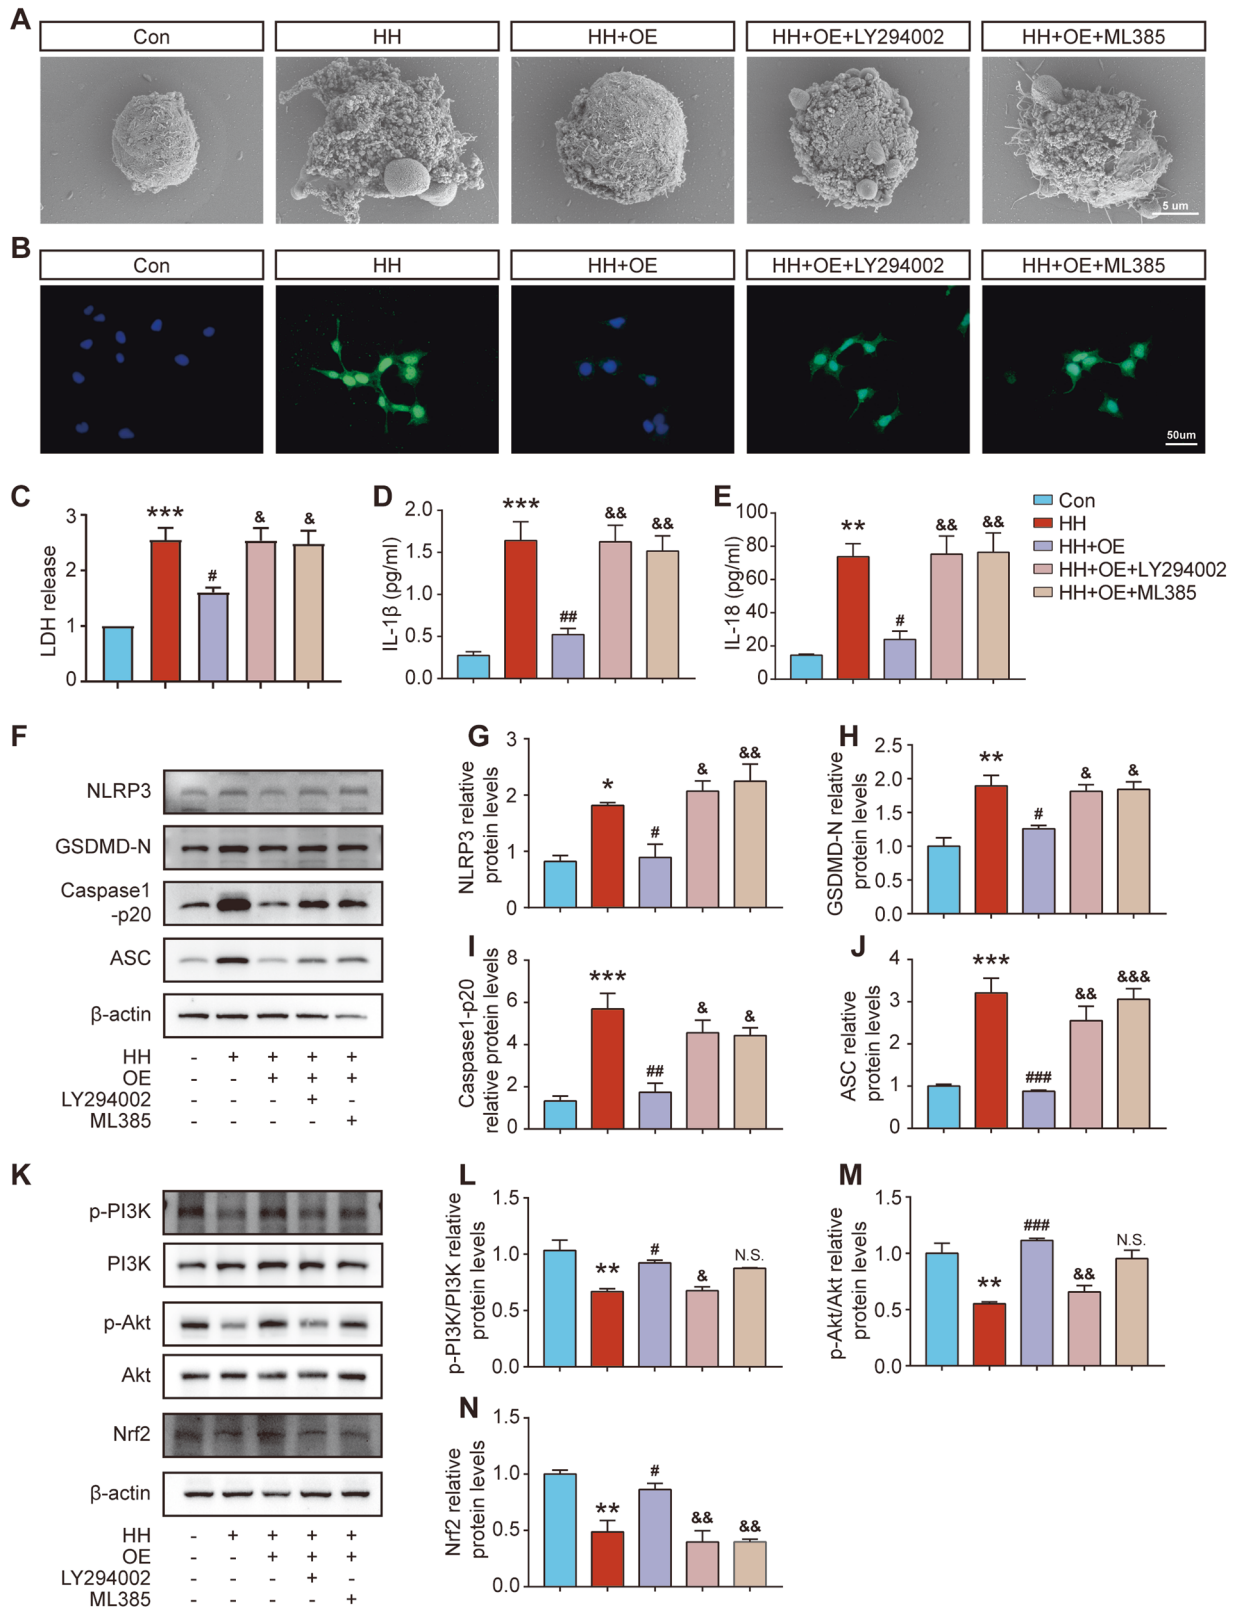 A
Con
HH
HH+OE
HH+OE+LY294002
HH+OE+ML385
5 um
B
Con
HH
HH+OE
HH+OE+LY294002
HH+OE+ML385
50um
C
LDH release
3
2
1
0
***
#
&
&
D
IL-1β (pg/ml)
2.0
1.5
1.0
0.5
0.0
***
##
&&
&&
E
IL-18 (pg/ml)
100
80
60
40
20
0
**
#
&&
&&
Con
HH
HH+OE
HH+OE+LY294002
HH+OE+ML385
F
NLRP3
GSDMD-N
Caspase1
-p20
ASC
β-actin
HH - + + + +
OE - - + + +
LY294002 - - - + -
ML385 - - - - +
G
NLRP3 relative
protein levels
3
2
1
0
*
#
&
&&
H
GSDMD-N relative
protein levels
2.5
2.0
1.5
1.0
0.5
0.0
**
#
&
&
I
Caspase1-p20
relative protein levels
8
6
4
2
0
***
##
&
&
J
ASC relative
protein levels
4
3
2
1
0
***
###
&&
&&&
K
p-PI3K
PI3K
p-Akt
Akt
Nrf2
β-actin
HH - + + + +
OE - - + + +
LY294002 - - - + -
ML385 - - - - +
L
p-PI3K/PI3K relative
protein levels
1.5
1.0
0.5
0.0
**
#
&
N.S.
M
p-Akt/Akt relative
protein levels
1.5
1.0
0.5
0.0
**
###
&&
N.S.
N
Nrf2 relative
protein levels
1.5
1.0
0.5
0.0
**
#
&&
&&